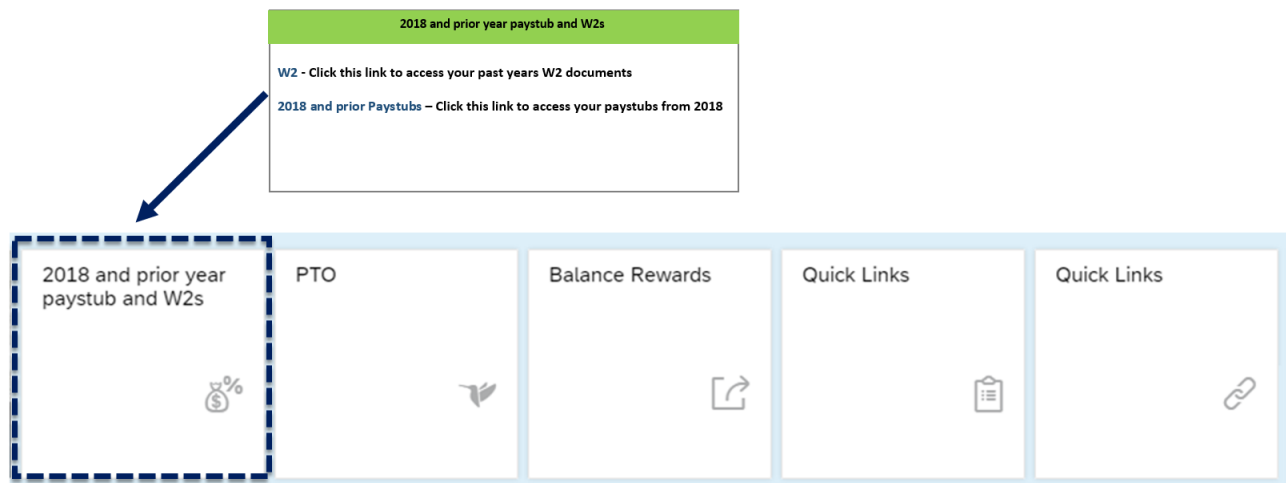 2018 and prior year paystub and W2s
W2 - Click this link to access your past years W2 documents
2018 and prior Paystubs – Click this link to access your paystubs from 2018
2018 and prior year
paystub and W2s
PTO
Balance Rewards
Quick Links
Quick Links